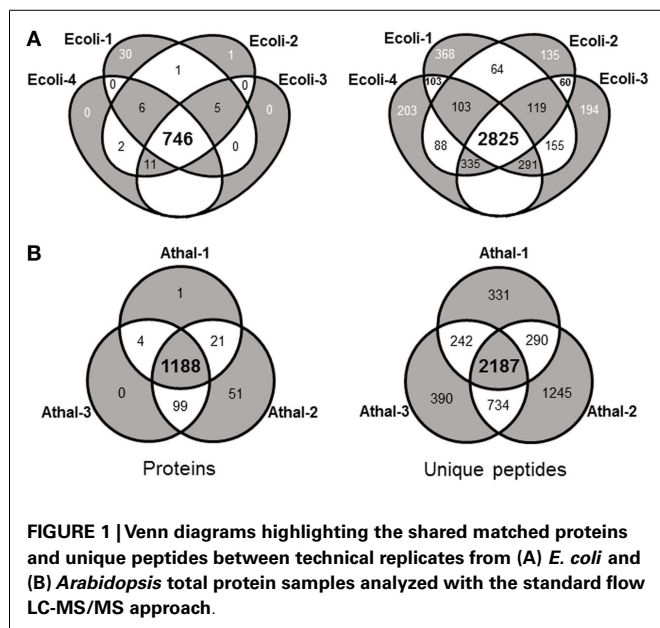 A
Ecoli-1
Ecoli-2
Ecoli-4
Ecoli-3
30
1
1
0
0
0
0
6
5
746
2
0
11
Ecoli-1
Ecoli-2
Ecoli-4
Ecoli-3
368
135
64
103
60
203
194
103
119
2825
88
155
335
291
B
Athal-1
1
4
21
1188
0
51
99
Athal-3
Athal-2
Proteins
Athal-1
331
242
290
2187
390
1245
734
Athal-3
Athal-2
Unique peptides
FIGURE 1 | Venn diagrams highlighting the shared matched proteins
and unique peptides between technical replicates from (A) E. coli and
(B) Arabidopsis total protein samples analyzed with the standard flow
LC-MS/MS approach.